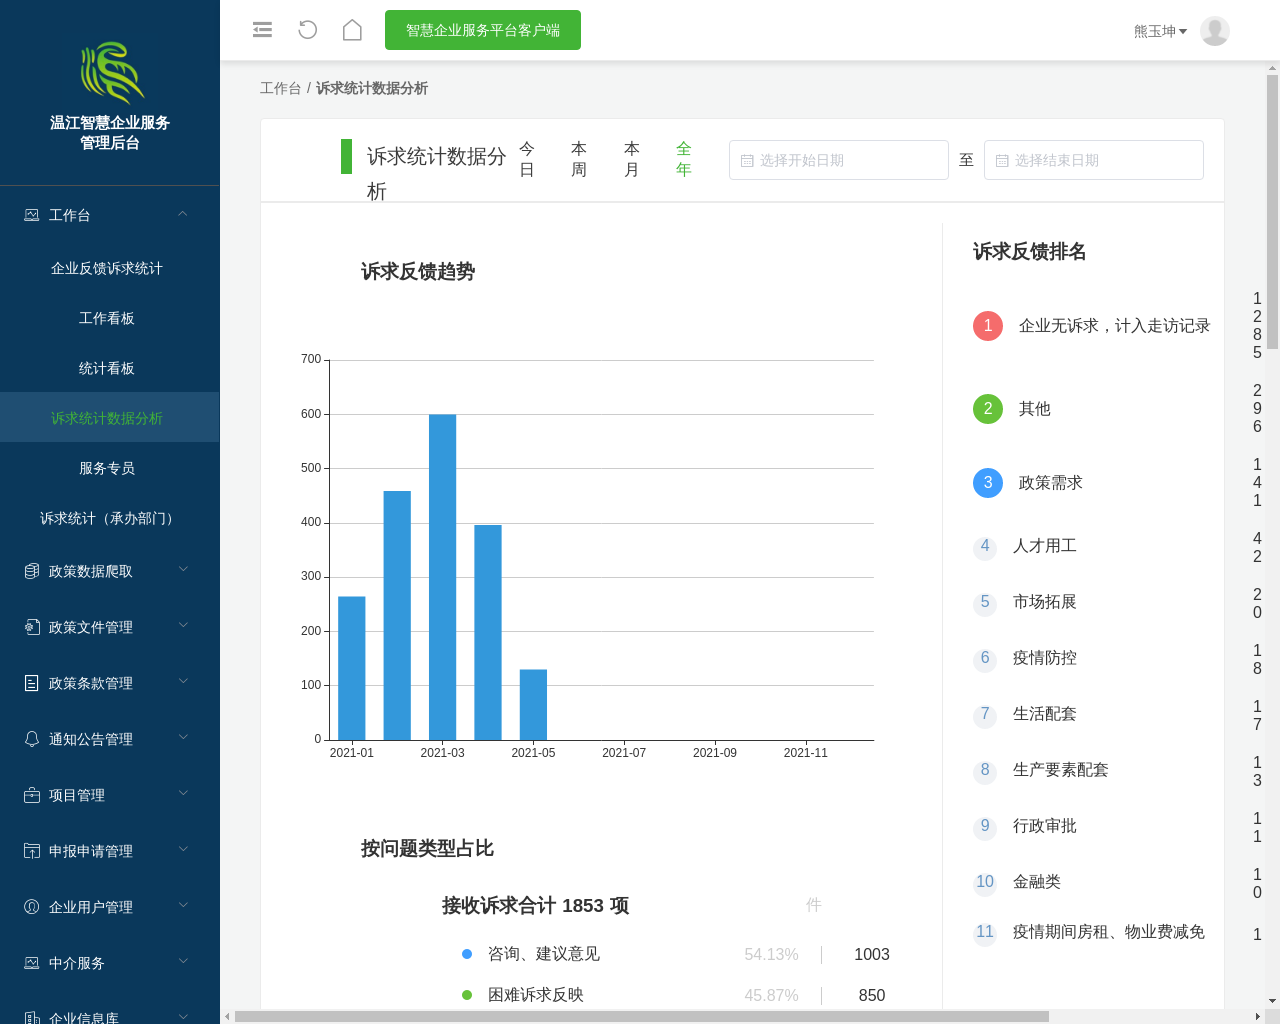 温江智慧企业服务
管理后台
工作台
企业反馈诉求统计
工作看板
统计看板
诉求统计数据分析
服务专员
诉求统计（承办部门）
政策数据爬取
政策文件管理
政策条款管理
通知公告管理
项目管理
申报申请管理
企业用户管理
中介服务
企业信息库
智慧企业服务平台客户端
熊玉坤
工作台 / 诉求统计数据分析
诉求统计数据分
析
今日
本周
本月
全年
选择开始日期
至
选择结束日期
诉求反馈趋势
700
600
500
400
300
200
100
0
2021-01 2021-03 2021-05 2021-07 2021-09 2021-11
按问题类型占比
接收诉求合计 1853 项
件
咨询、建议意见 54.13% 1003
困难诉求反映 45.87% 850
诉求反馈排名
1 企业无诉求，计入走访记录 1285
2 其他 296
3 政策需求 141
4 人才用工 42
5 市场拓展 20
6 疫情防控 18
7 生活配套 17
8 生产要素配套 13
9 行政审批 11
10 金融类 10
11 疫情期间房租、物业费减免 1